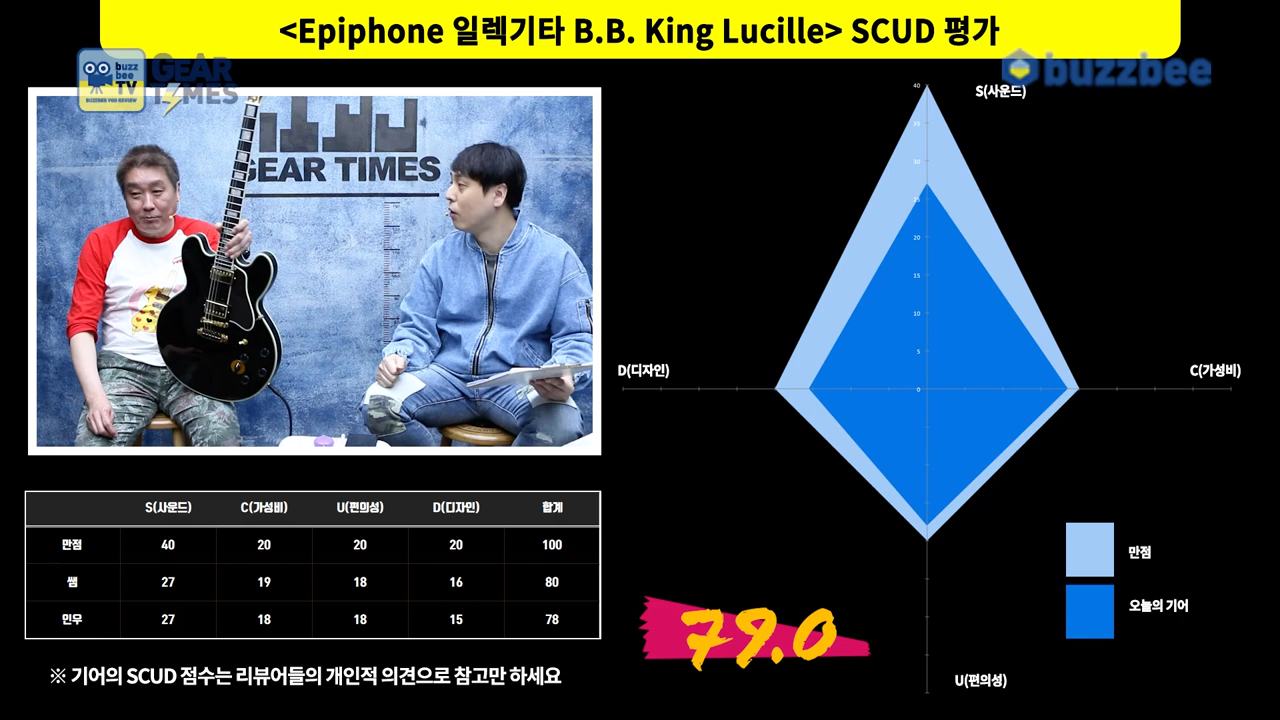 <Epiphone 일렉기타 B.B. King Lucille> SCUD 평가
buzz
bee
TV
BUZZBEE VOD REVIEW
GEAR
TIMES
buzzbee
GEAR TIMES
S(사운드)
40
35
30
25
20
15
10
5
0
D(디자인)
C(가성비)
U(편의성)
만점
오늘의 기어
S(사운드) C(가성비) U(편의성) D(디자인) 합계
만점 40 20 20 20 100
쌤 27 19 18 16 80
민우 27 18 18 15 78
79.0
※ 기어의 SCUD 점수는 리뷰어들의 개인적 의견으로 참고만 하세요